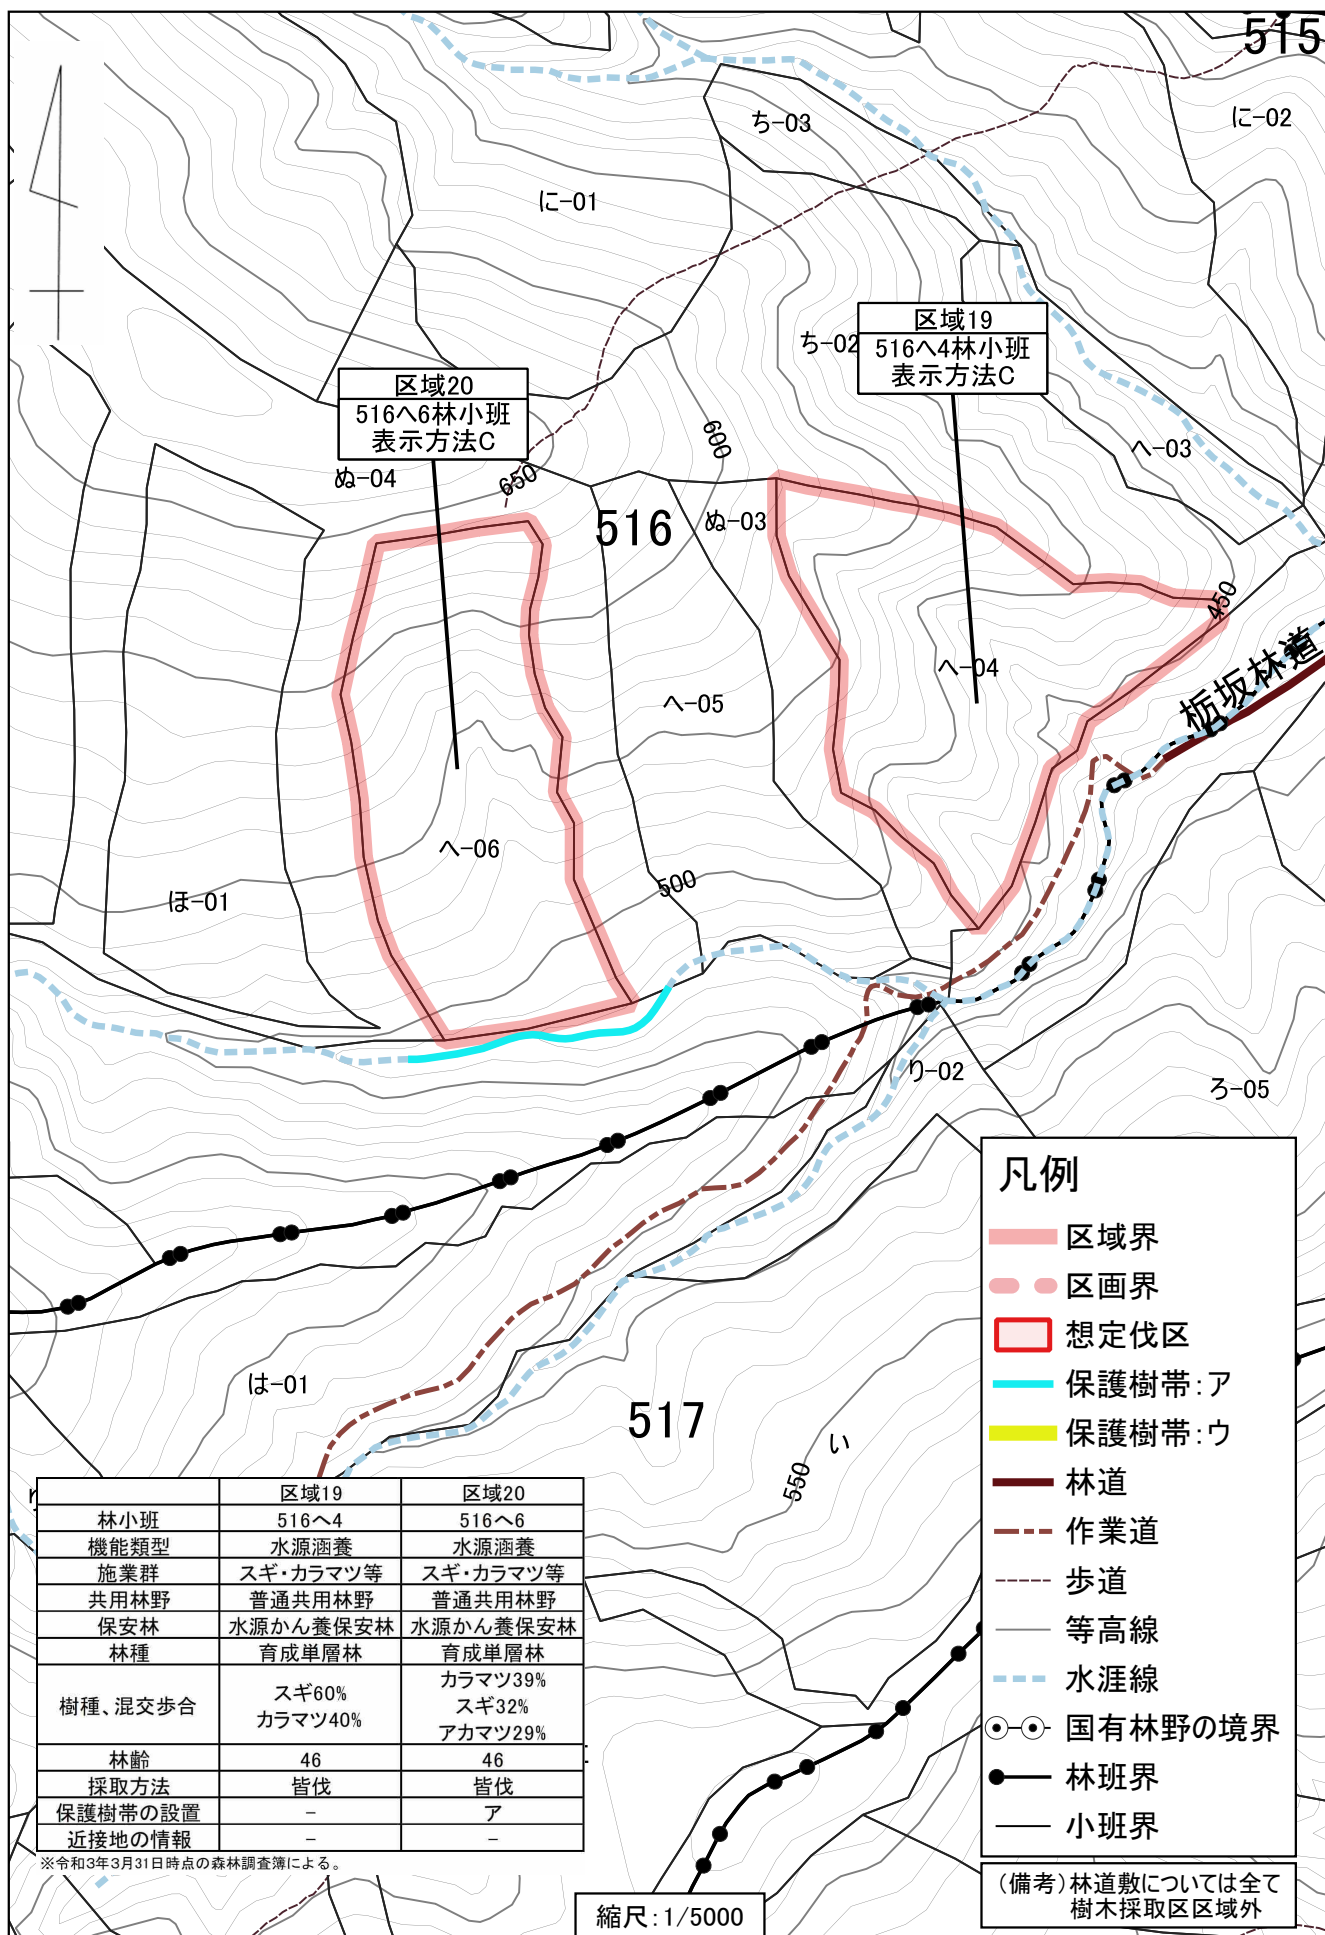 515
に-02
ち-03
に-01
区域19
516へ4林小班
表示方法C
ち-02
区域20
516へ6林小班
表示方法C
へ-03
600
ぬ-04
650
516
ぬ-03
450
栃坂林道
へ-04
へ-05
へ-06
500
ほ-01
り-02
ろ-05
は-01
517
い
550
凡例
区域界
区画界
想定伐区
保護樹帯:ア
保護樹帯:ウ
林道
作業道
歩道
等高線
水涯線
国有林野の境界
林班界
小班界
(備考)林道敷については全て
樹木採取区区域外
区域19 区域20
林小班 516へ4 516へ6
機能類型 水源涵養 水源涵養
施業群 スギ・カラマツ等 スギ・カラマツ等
共用林野 普通共用林野 普通共用林野
保安林 水源かん養保安林 水源かん養保安林
林種 育成単層林 育成単層林
樹種、混交歩合 スギ60% カラマツ40% カラマツ39% スギ32% アカマツ29%
林齢 46 46
採取方法 皆伐 皆伐
保護樹帯の設置 - ア
近接地の情報 - -
※令和3年3月31日時点の森林調査簿による。
縮尺:1/5000